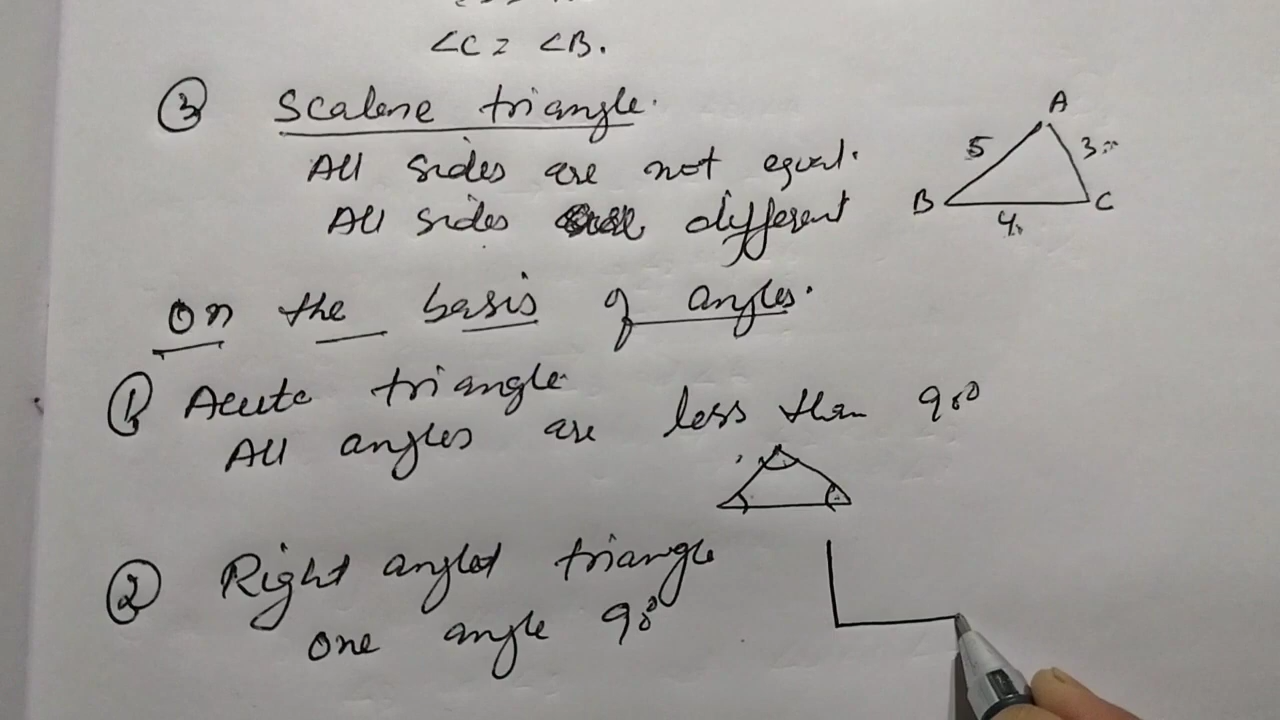 ∠C = ∠B.
③ Scalene triangle.
All sides are not equal.
All sides different
A
5
3
B
C
4
On the basis of angles.
① Acute triangle
All angles are less than 90°
② Right angled triangle
one angle 90°